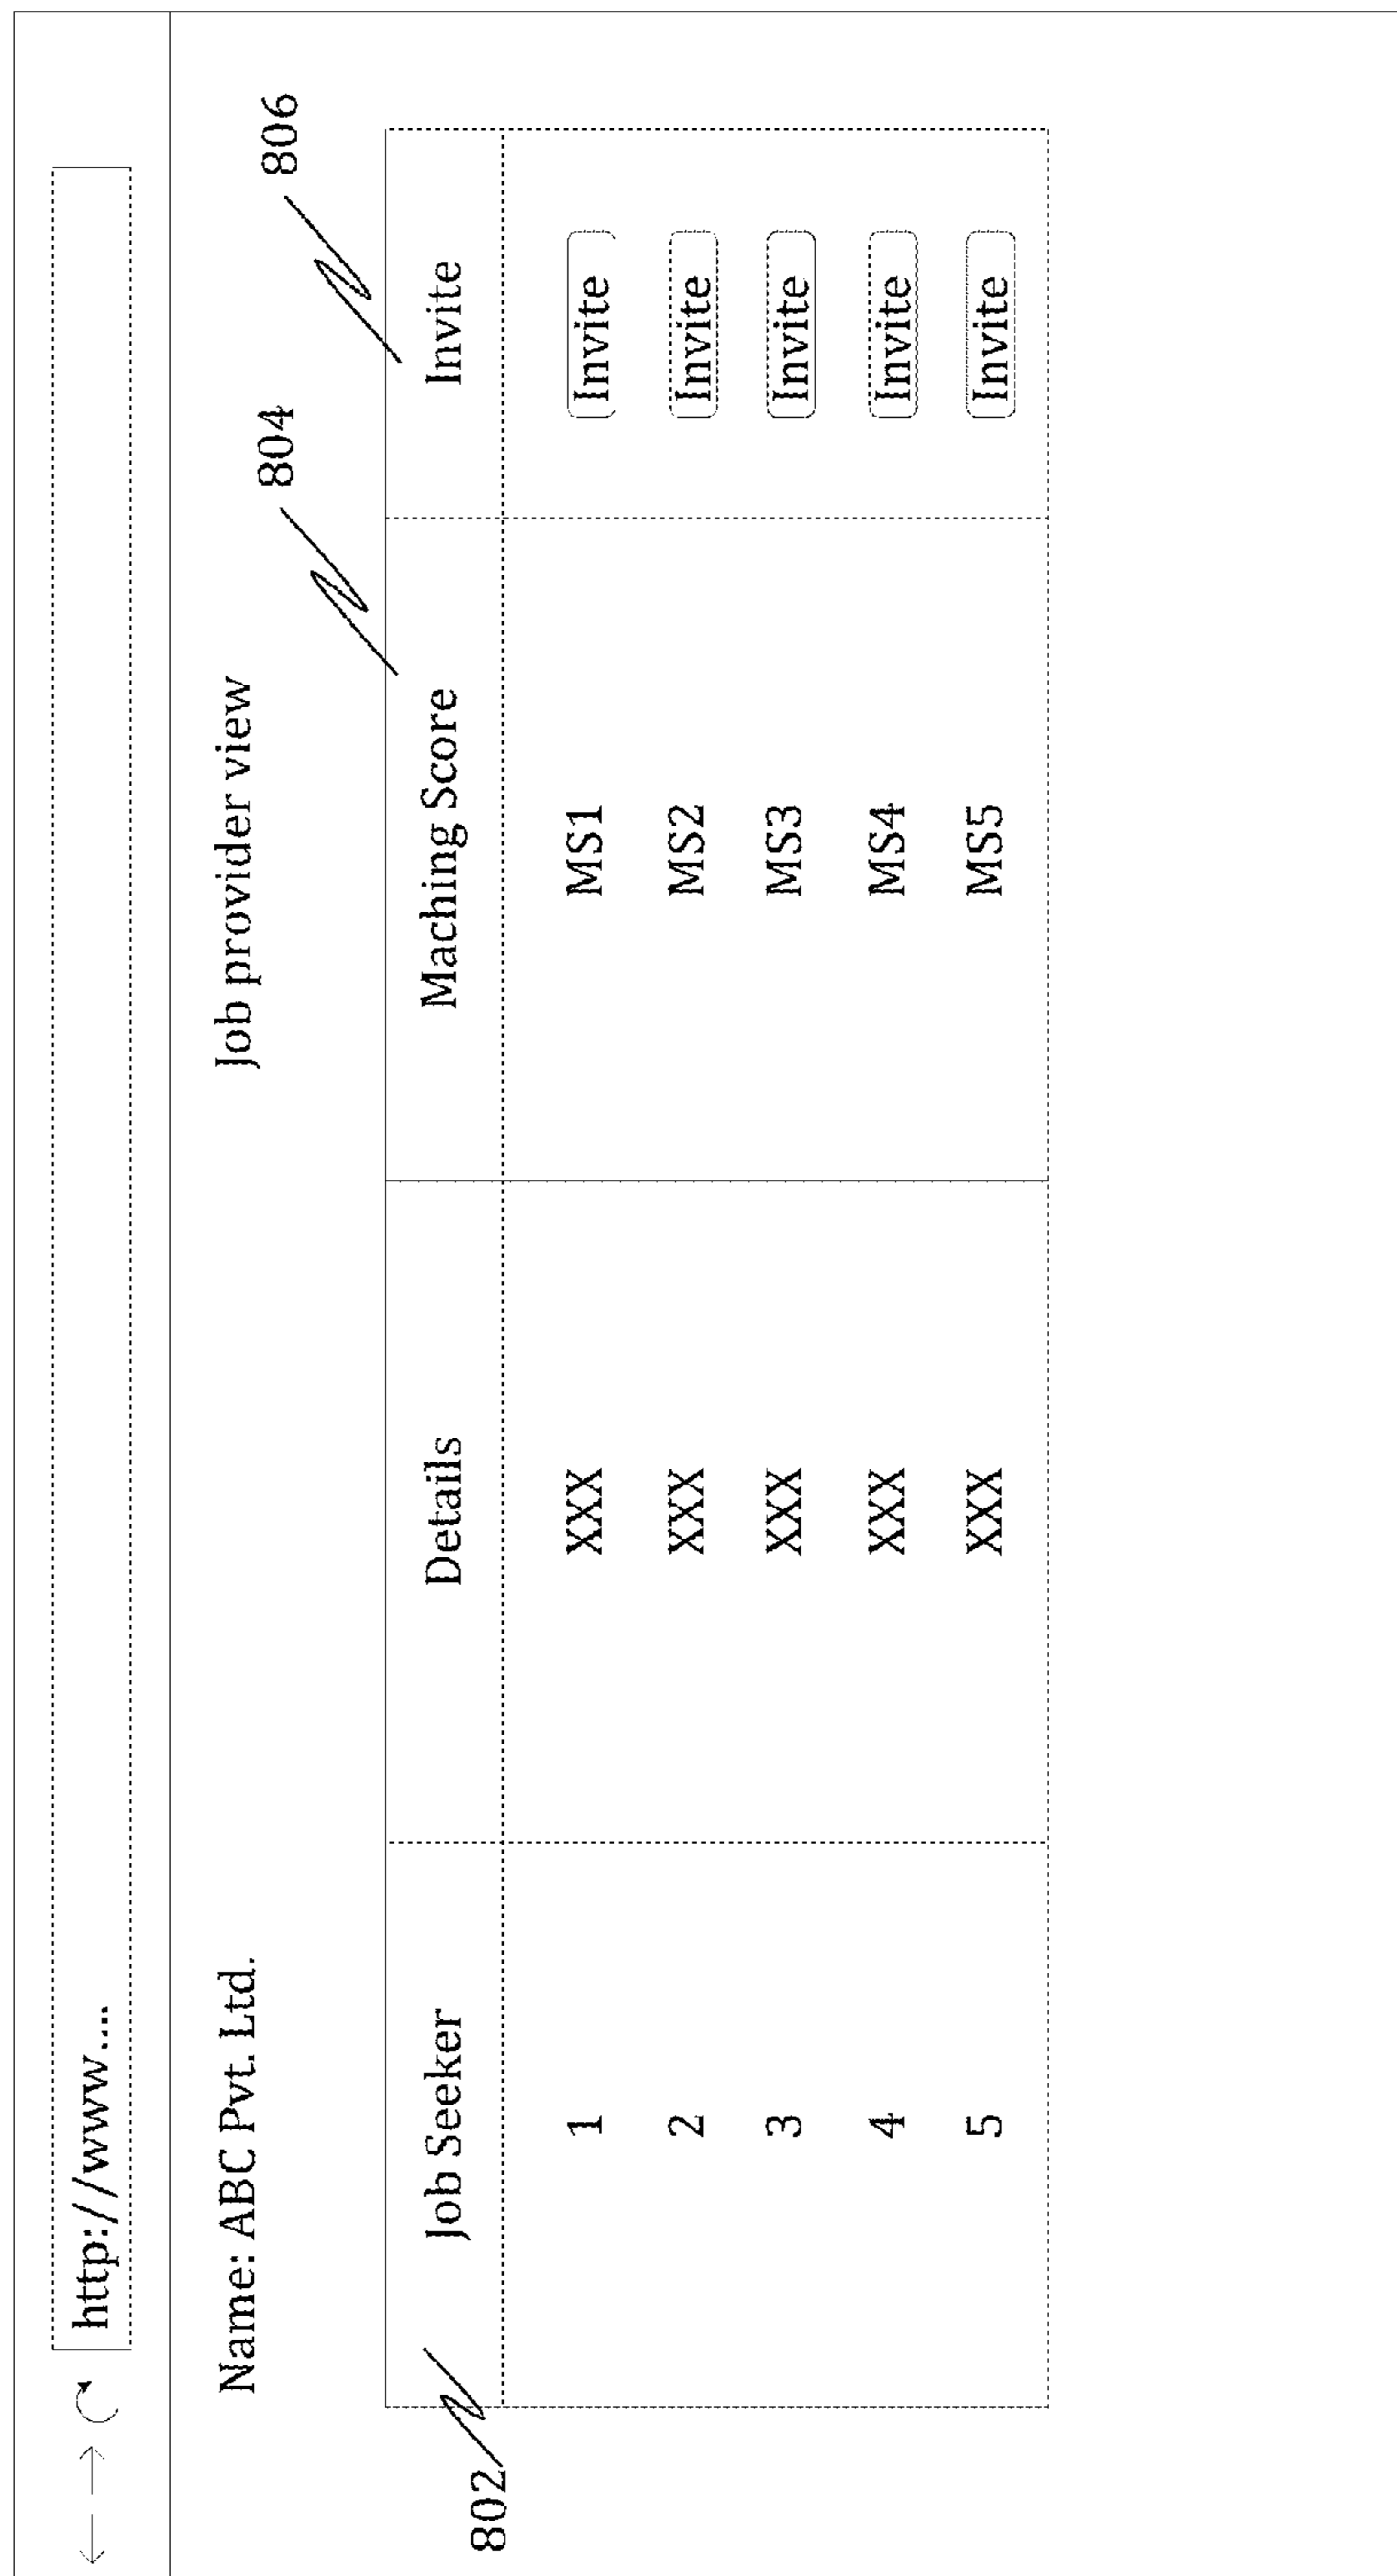 http://www....
Name: ABC Pvt. Ltd. Job provider view
804 806
802 Job Seeker Details Maching Score Invite
1 XXX MS1 Invite
2 XXX MS2 Invite
3 XXX MS3 Invite
4 XXX MS4 Invite
5 XXX MS5 Invite